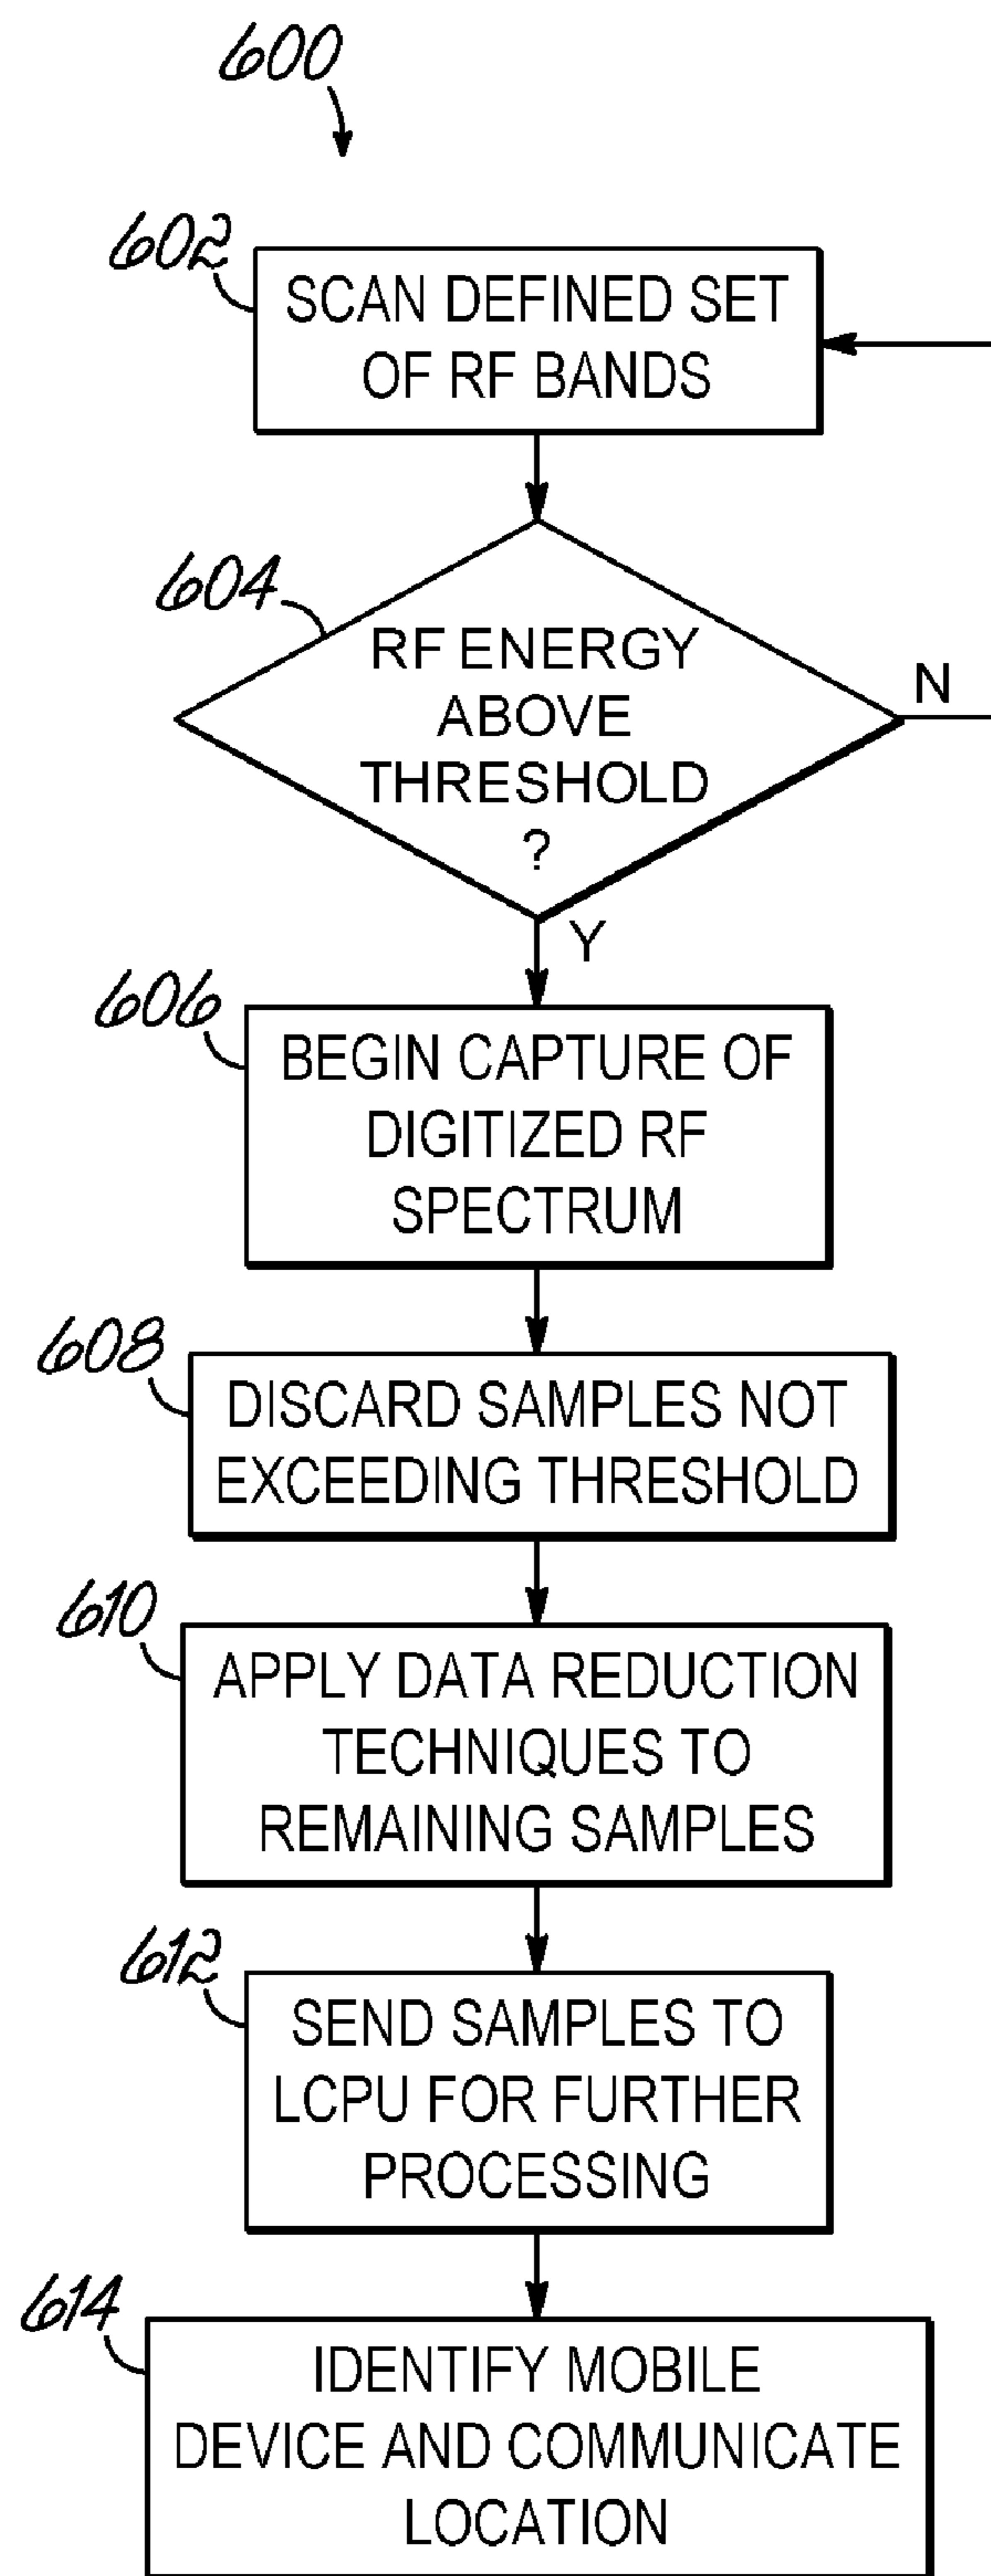 600
602
SCAN DEFINED SET
OF RF BANDS
604
RF ENERGY
ABOVE
THRESHOLD
?
N
Y
606
BEGIN CAPTURE OF
DIGITIZED RF
SPECTRUM
608
DISCARD SAMPLES NOT
EXCEEDING THRESHOLD
610
APPLY DATA REDUCTION
TECHNIQUES TO
REMAINING SAMPLES
612
SEND SAMPLES TO
LCPU FOR FURTHER
PROCESSING
614
IDENTIFY MOBILE
DEVICE AND COMMUNICATE
LOCATION